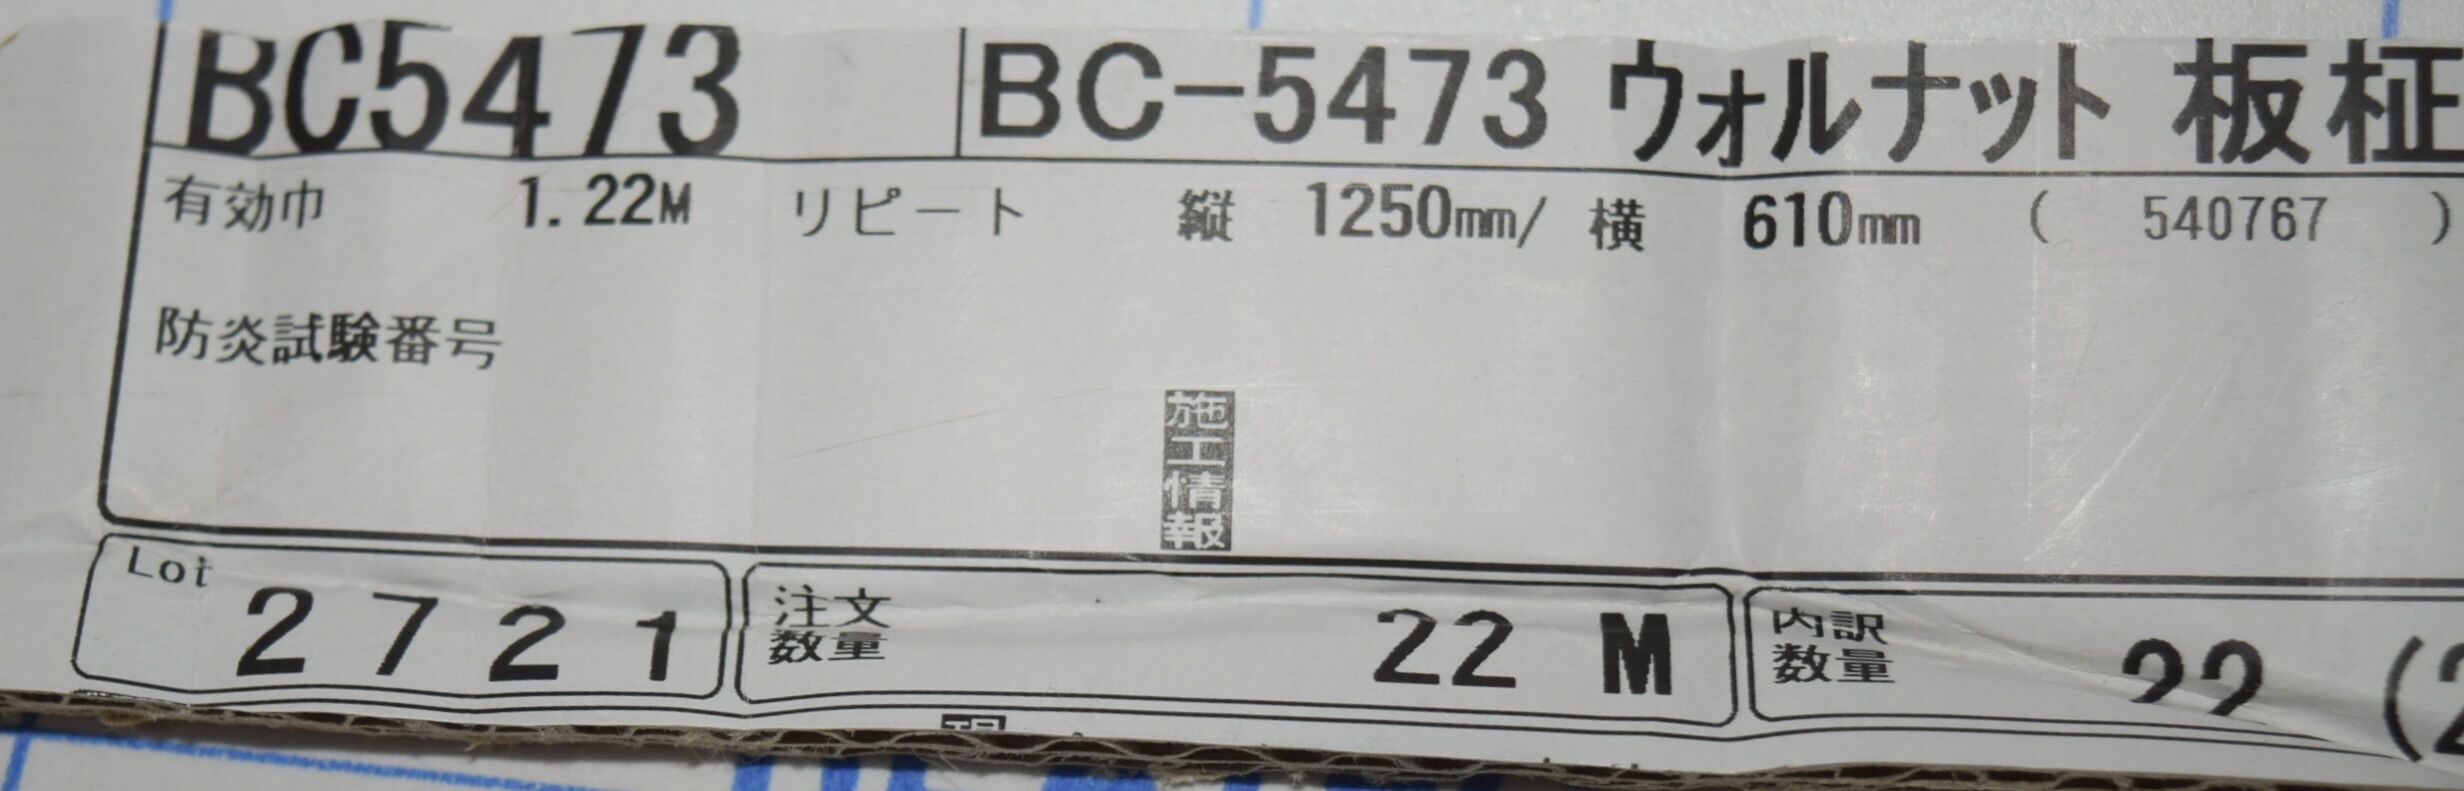 BC5473 BC-5473 ウォルナット 板柾
有効巾 1.22M リピート 縦 1250mm/ 横 610mm ( 540767 )
防炎試験番号
施工情報
Lot 2721 注文数量 22 M 内訳数量 22 (2